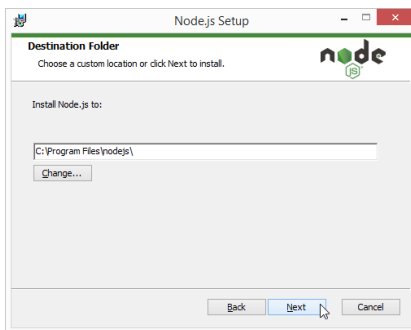 Node.js Setup
Destination Folder
Choose a custom location or click Next to install.
node
JS
Install Node.js to:
C:\Program Files\nodejs\
Change...
Back Next Cancel